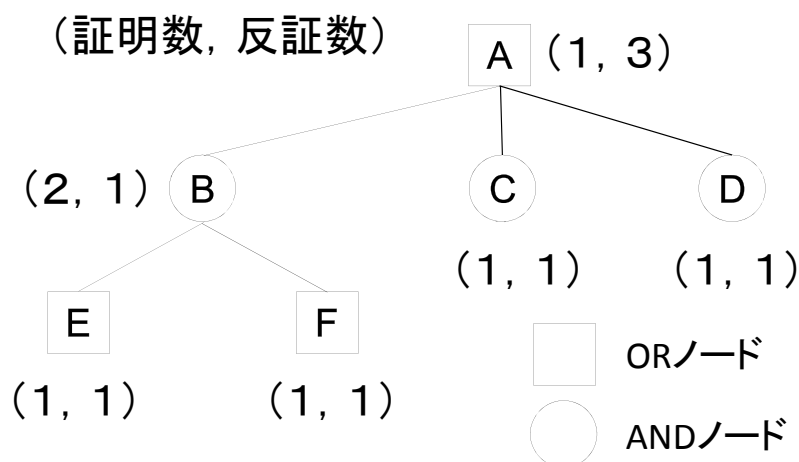 （証明数，反証数）
A （１，３）
（２，１） B
C
D
（１，１）
（１，１）
E
F
ORノード
（１，１）
（１，１）
ANDノード